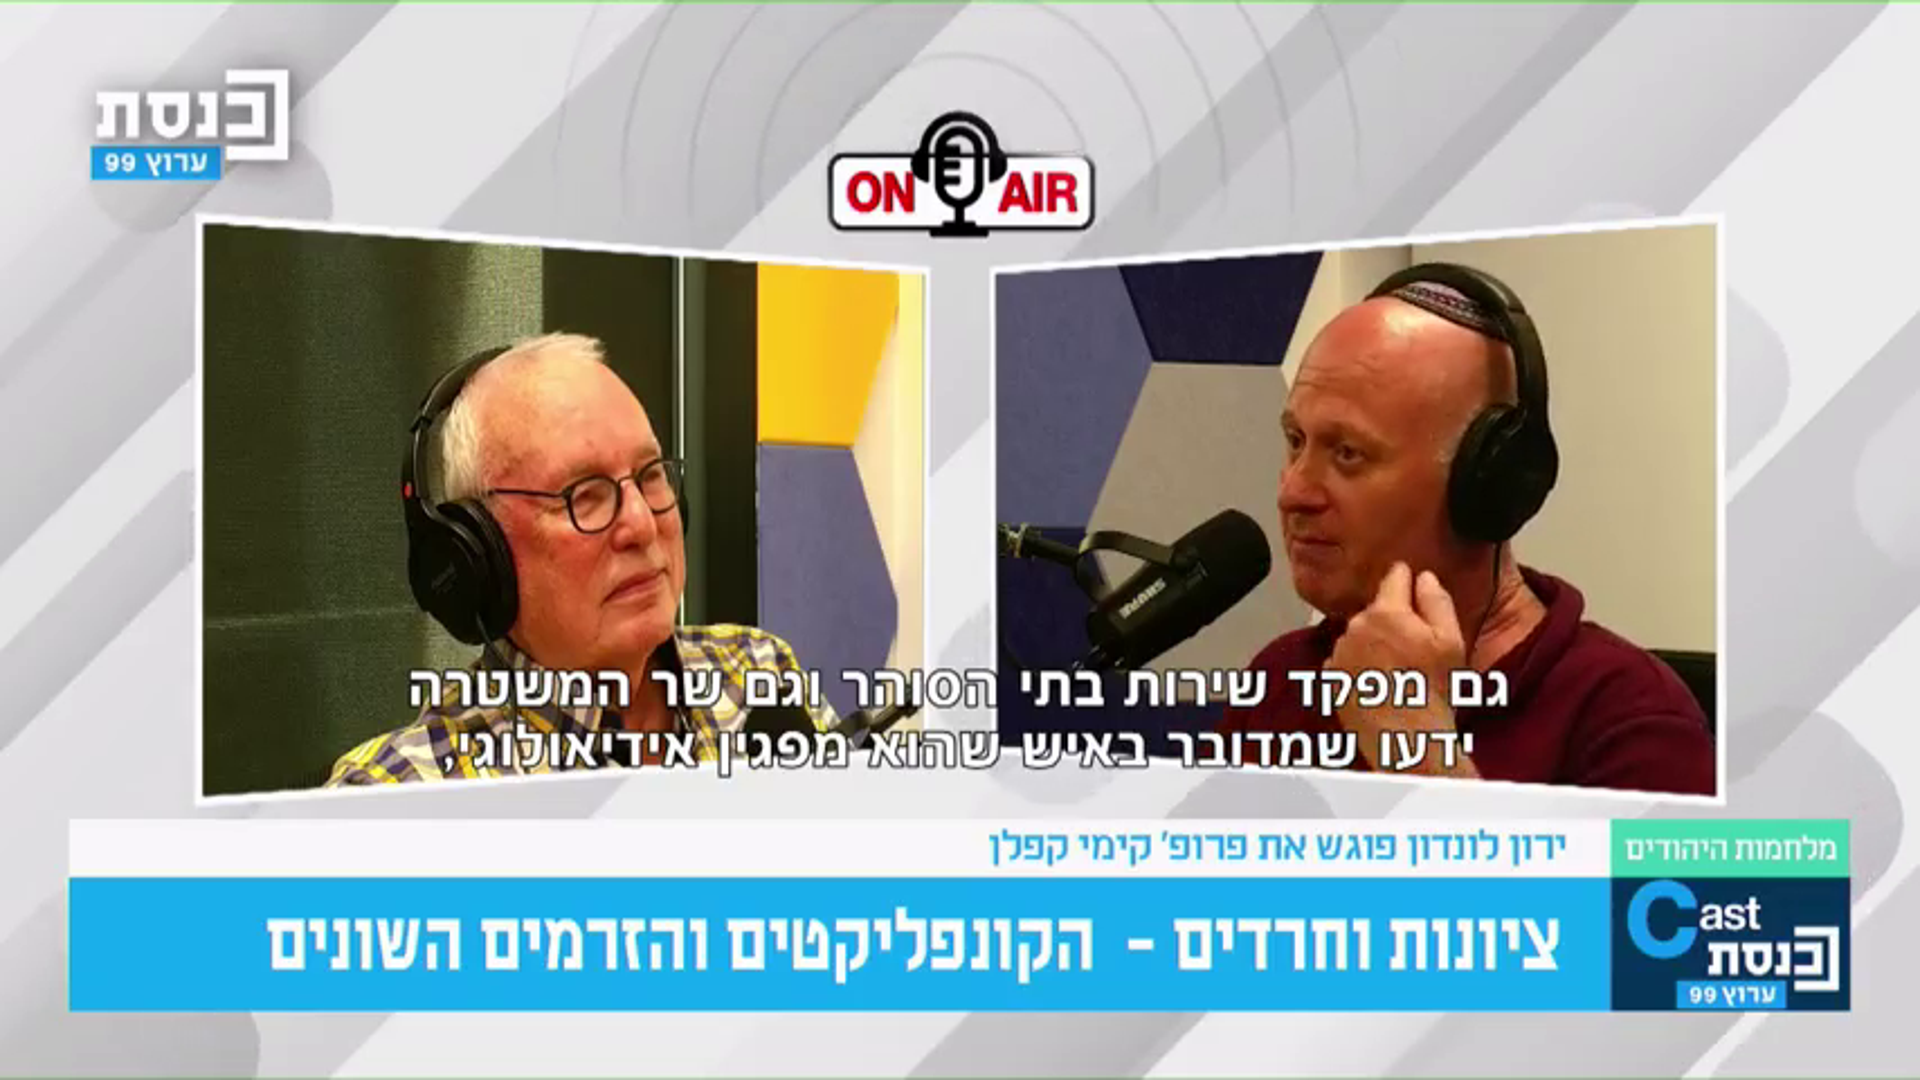 כנסת
ערוץ 99
ON AIR
SHURE
גם מפקד שירות בתי הסוהר וגם שר המשטרה
ידעו שמדובר באיש שהוא מפגין אידיאולוגי,
ירון לונדון פוגש את פרופ' קימי קפלן
מלחמות היהודים
ציונות וחרדים - הקונפליקטים והזרמים השונים
Cast
כנסת
ערוץ 99